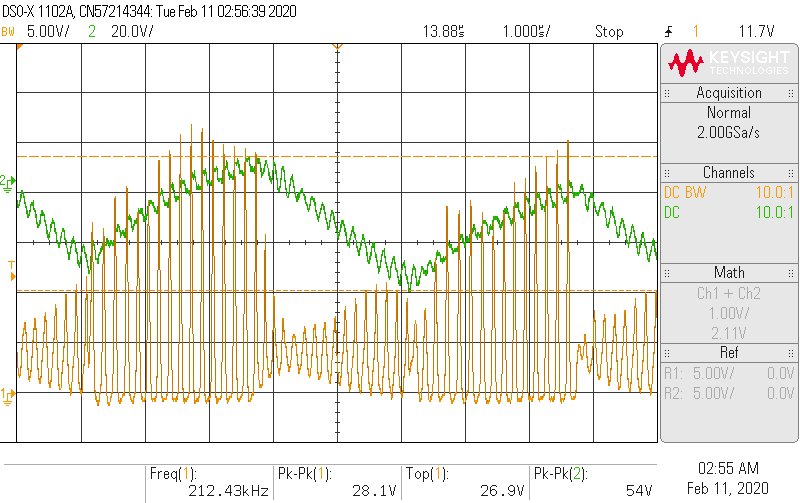 DSO-X 1102A, CN57214344: Tue Feb 11 02:56:39 2020
BW 5.00V/ 2 20.0V/ 13.88s 1.000s/ Stop 1 11.7V
KEYSIGHT
TECHNOLOGIES
Acquisition
Normal
2.00GSa/s
Channels
DC BW 10.0:1
DC 10.0:1
Math
Ch1 + Ch2
1.00V/
2.11V
Ref
R1: 5.00V/ 0.0V
R2: 5.00V/ 0.0V
2
T
1
Freq(1): Pk-Pk(1): Top(1): Pk-Pk(2):
212.43kHz 28.1V 26.9V 54V
02:55 AM
Feb 11, 2020